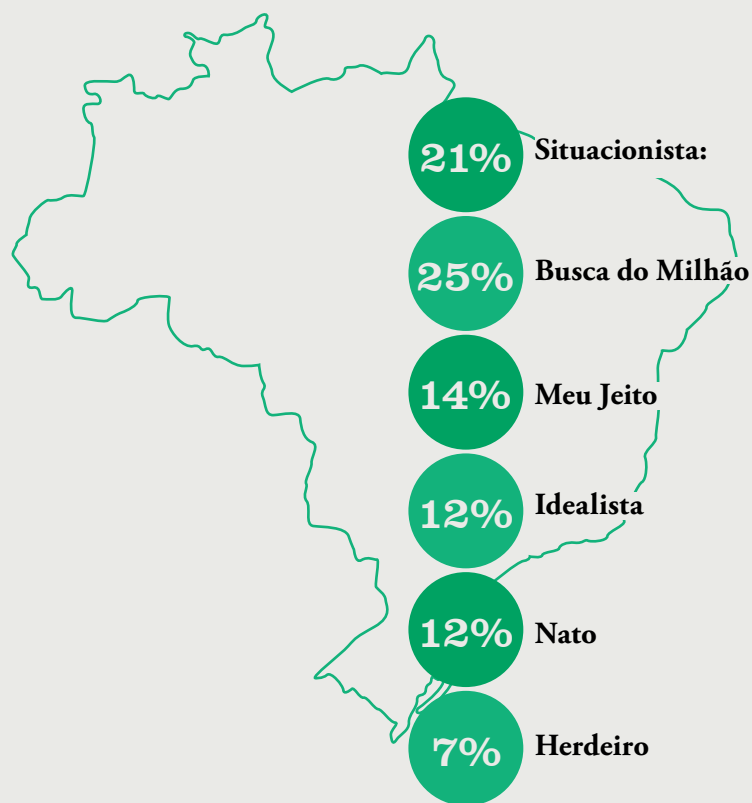 21% Situacionista:
25% Busca do Milhão
14% Meu Jeito
12% Idealista
12% Nato
7% Herdeiro